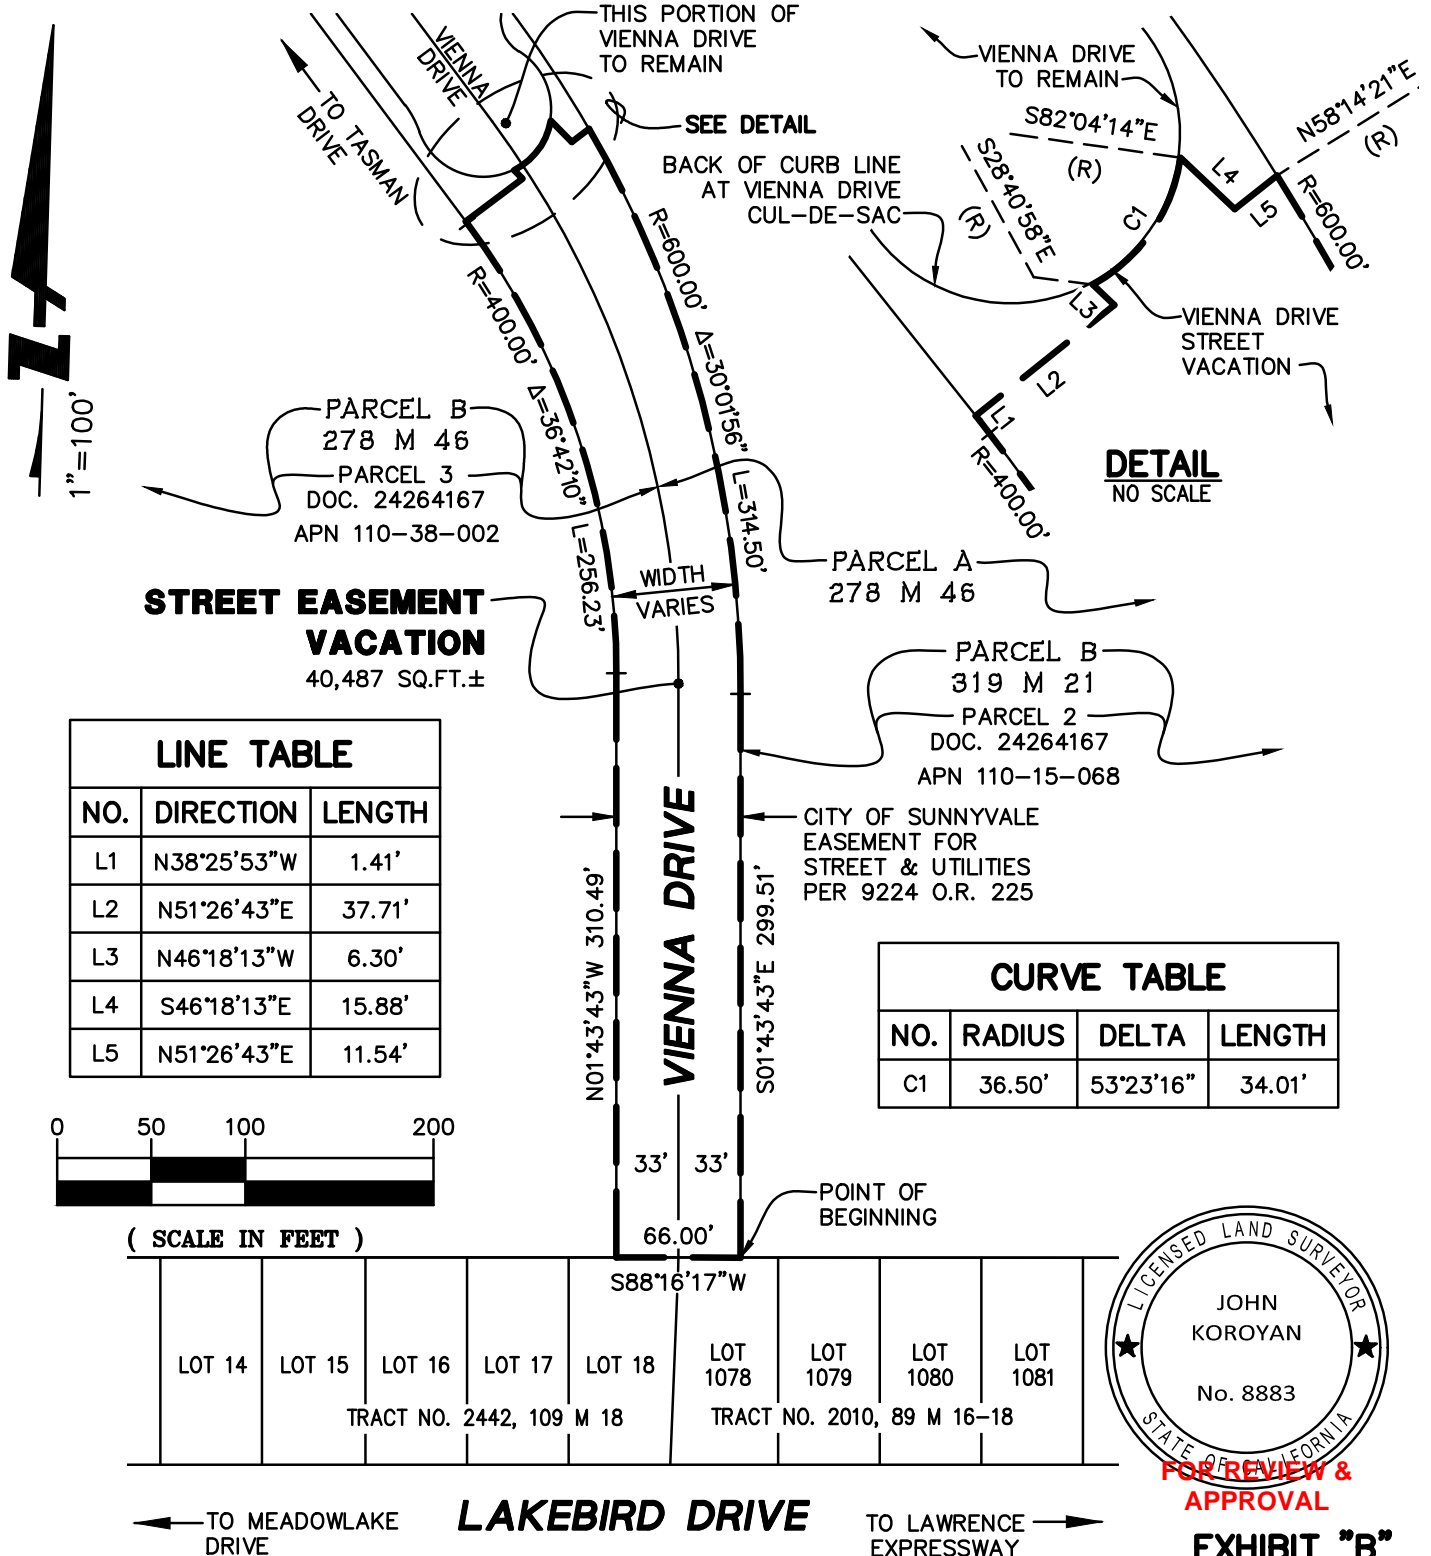 THIS PORTION OF
VIENNA DRIVE
TO REMAIN
VIENNA
DRIVE
TO TASMAN
DRIVE
SEE DETAIL
BACK OF CURB LINE
AT VIENNA DRIVE
CUL-DE-SAC
VIENNA DRIVE
TO REMAIN
S82°04'14"E
(R)
N58°14'21"E
(R)
S28°40'58"E
(R)
C1
L4
L5
R=600.00'
L3
L2
L1
R=400.00'
VIENNA DRIVE
STREET
VACATION
DETAIL
NO SCALE
Z
1"=100'
R=400.00'
Δ=36°42'10"
L=256.23'
R=600.00'
Δ=30°01'56"
L=314.50'
PARCEL B
278 M 46
PARCEL 3
DOC. 24264167
APN 110-38-002
PARCEL A
278 M 46
WIDTH
VARIES
STREET EASEMENT
VACATION
40,487 SQ.FT.±
PARCEL B
319 M 21
PARCEL 2
DOC. 24264167
APN 110-15-068
LINE TABLE
NO. DIRECTION LENGTH
L1 N38°25'53"W 1.41'
L2 N51°26'43"E 37.71'
L3 N46°18'13"W 6.30'
L4 S46°18'13"E 15.88'
L5 N51°26'43"E 11.54'
CITY OF SUNNYVALE
EASEMENT FOR
STREET & UTILITIES
PER 9224 O.R. 225
N01°43'43"W 310.49'
VIENNA DRIVE
S01°43'43"E 299.51'
CURVE TABLE
NO. RADIUS DELTA LENGTH
C1 36.50' 53°23'16" 34.01'
0 50 100 200
( SCALE IN FEET )
33' 33'
66.00'
S88°16'17"W
POINT OF
BEGINNING
LOT 14
LOT 15
LOT 16
LOT 17
LOT 18
LOT
1078
LOT
1079
LOT
1080
LOT
1081
TRACT NO. 2442, 109 M 18
TRACT NO. 2010, 89 M 16-18
LICENSED LAND SURVEYOR
JOHN
KOROYAN
No. 8883
STATE OF CALIFORNIA
FOR REVIEW &
APPROVAL
TO MEADOWLAKE
DRIVE
LAKEBIRD DRIVE
TO LAWRENCE
EXPRESSWAY
EXHIBIT "B"